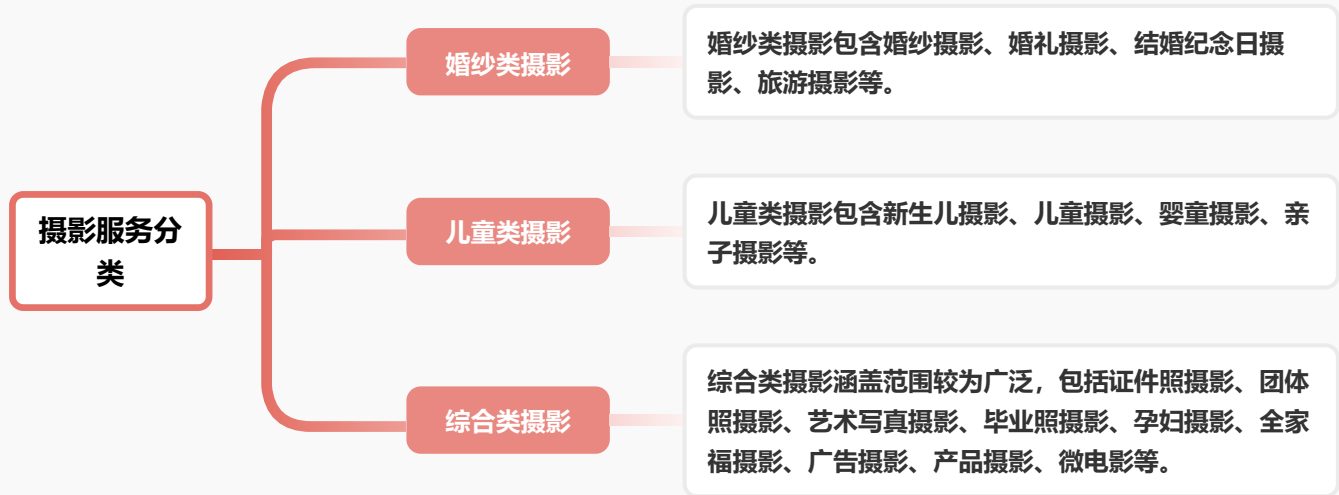 摄影服务分
类
婚纱类摄影
婚纱类摄影包含婚纱摄影、婚礼摄影、结婚纪念日摄
影、旅游摄影等。
儿童类摄影
儿童类摄影包含新生儿摄影、儿童摄影、婴童摄影、亲
子摄影等。
综合类摄影
综合类摄影涵盖范围较为广泛，包括证件照摄影、团体
照摄影、艺术写真摄影、毕业照摄影、孕妇摄影、全家
福摄影、广告摄影、产品摄影、微电影等。